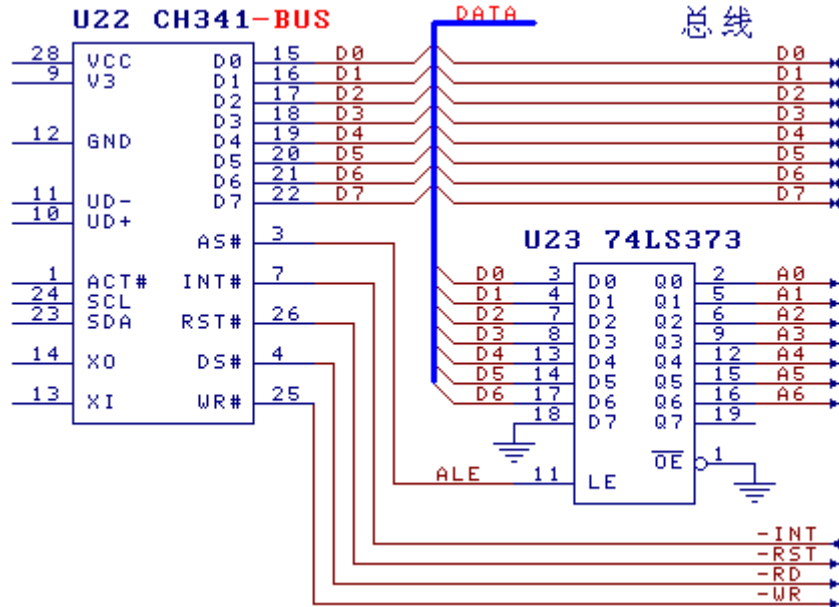 U22 CH341-BUS
DATA
总线
28 VCC D0 15 D0 D0
9 V3 D1 16 D1 D1
D2 17 D2 D2
D3 18 D3 D3
12 GND D4 19 D4 D4
D5 20 D5 D5
D6 21 D6 D6
11 UD- D7 22 D7 D7
10 UD+
AS# 3
1 ACT# INT# 7
24 SCL
23 SDA RST# 26
14 XO DS# 4
13 XI WR# 25
U23 74LS373
D0 3 D0 Q0 2 A0
D1 4 D1 Q1 5 A1
D2 7 D2 Q2 6 A2
D3 8 D3 Q3 9 A3
D4 13 D4 Q4 12 A4
D5 14 D5 Q5 15 A5
D6 17 D6 Q6 16 A6
18 D7 Q7 19
OE 1
ALE 11 LE
-INT
-RST
-RD
-WR